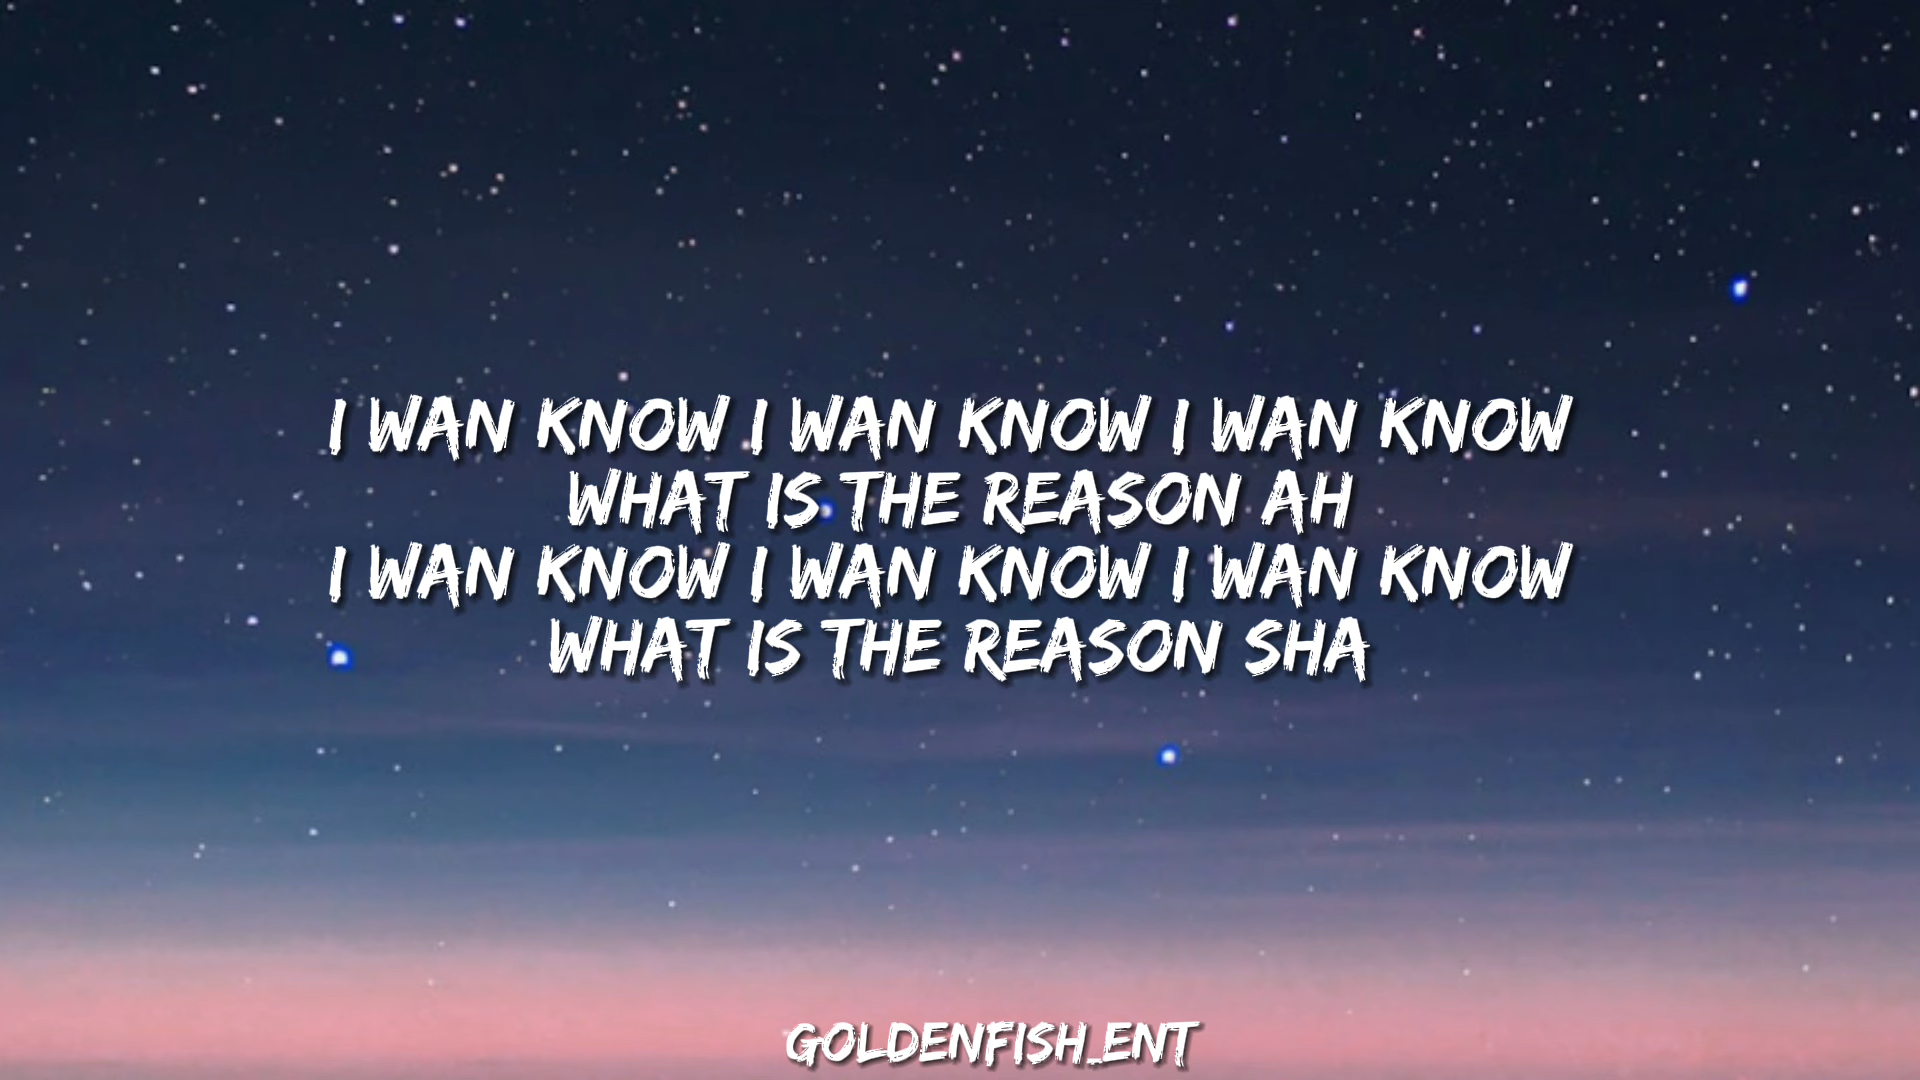 I WAN KNOW I WAN KNOW I WAN KNOW
WHAT IS THE REASON AH
I WAN KNOW I WAN KNOW I WAN KNOW
WHAT IS THE REASON SHA
GOLDENFISH_ENT